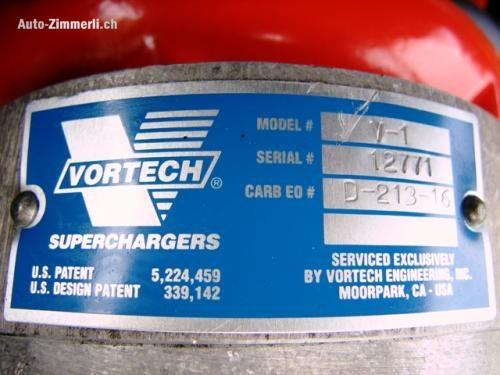 Auto-Zimmerli.ch
VORTECH®
SUPERCHARGERS
MODEL # V-1
SERIAL # 12771
CARB EO # D-213-16
U.S. PATENT 5,224,459
U.S. DESIGN PATENT 339,142
SERVICED EXCLUSIVELY
BY VORTECH ENGINEERING, INC.
MOORPARK, CA - USA